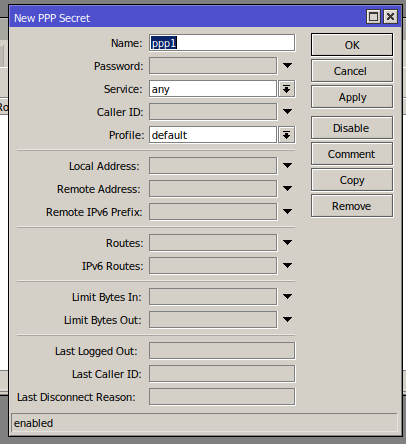 New PPP Secret
Name: ppp1
OK
Password:
Cancel
Service: any
Apply
Caller ID:
Profile: default
Disable
Comment
Local Address:
Copy
Remote Address:
Remove
Remote IPv6 Prefix:
Routes:
IPv6 Routes:
Limit Bytes In:
Limit Bytes Out:
Last Logged Out:
Last Caller ID:
Last Disconnect Reason:
enabled